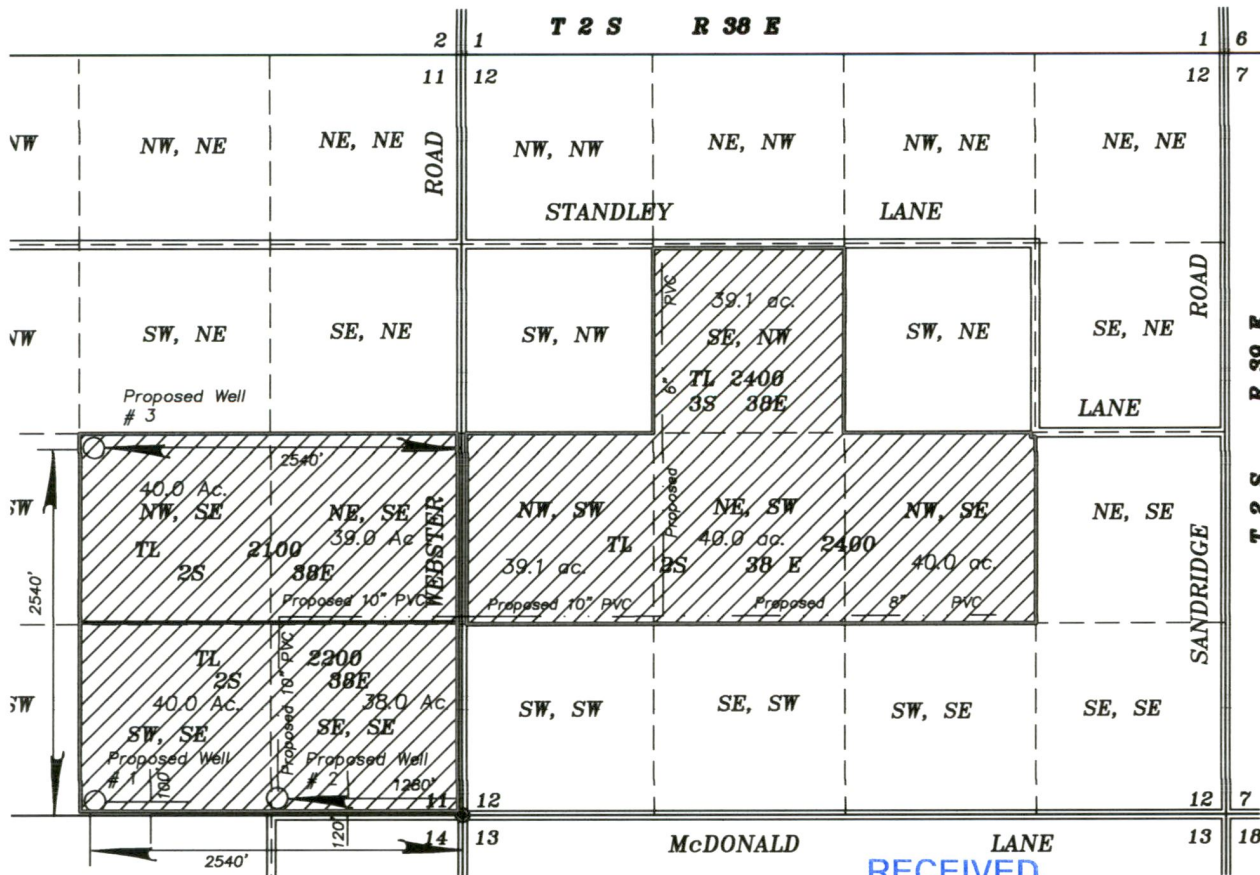 T 2 S R 38 E
2 1 1 6
11 12 12 7
NW NW, NE NE, NE ROAD NW, NW NE, NW NW, NE NE, NE
STANDLEY LANE
NW SW, NE SE, NE SW, NW PVC 39.1 ac. SE, NW SW, NE SE, NE ROAD
6" TL 2400
3S 38E
Proposed Well
# 3
LANE
2540'
40.0 Ac.
SW NW, SE NE, SE WEBSTER NW, SW Proposed NE, SW NW, SE NE, SE
39.0 Ac 40.0 ac.
TL 2100 TL 2400
39.1 ac. 40.0 ac.
2S 38E 2S 38 E
2540'
Proposed 10" PVC Proposed 10" PVC Proposed 8" PVC
SANDRIDGE
T 2 S R 39 E
TL 2200
2S 38E
40.0 Ac. Proposed 10" PVC 38.0 Ac
SW SW, SE SE, SE SW, SW SE, SW SW, SE SE, SE
Proposed Well
# 1 100'
Proposed Well
# 2 1280'
120'
11 12 12 7
14 13 13 18
McDONALD LANE
2540'
RECEIVED